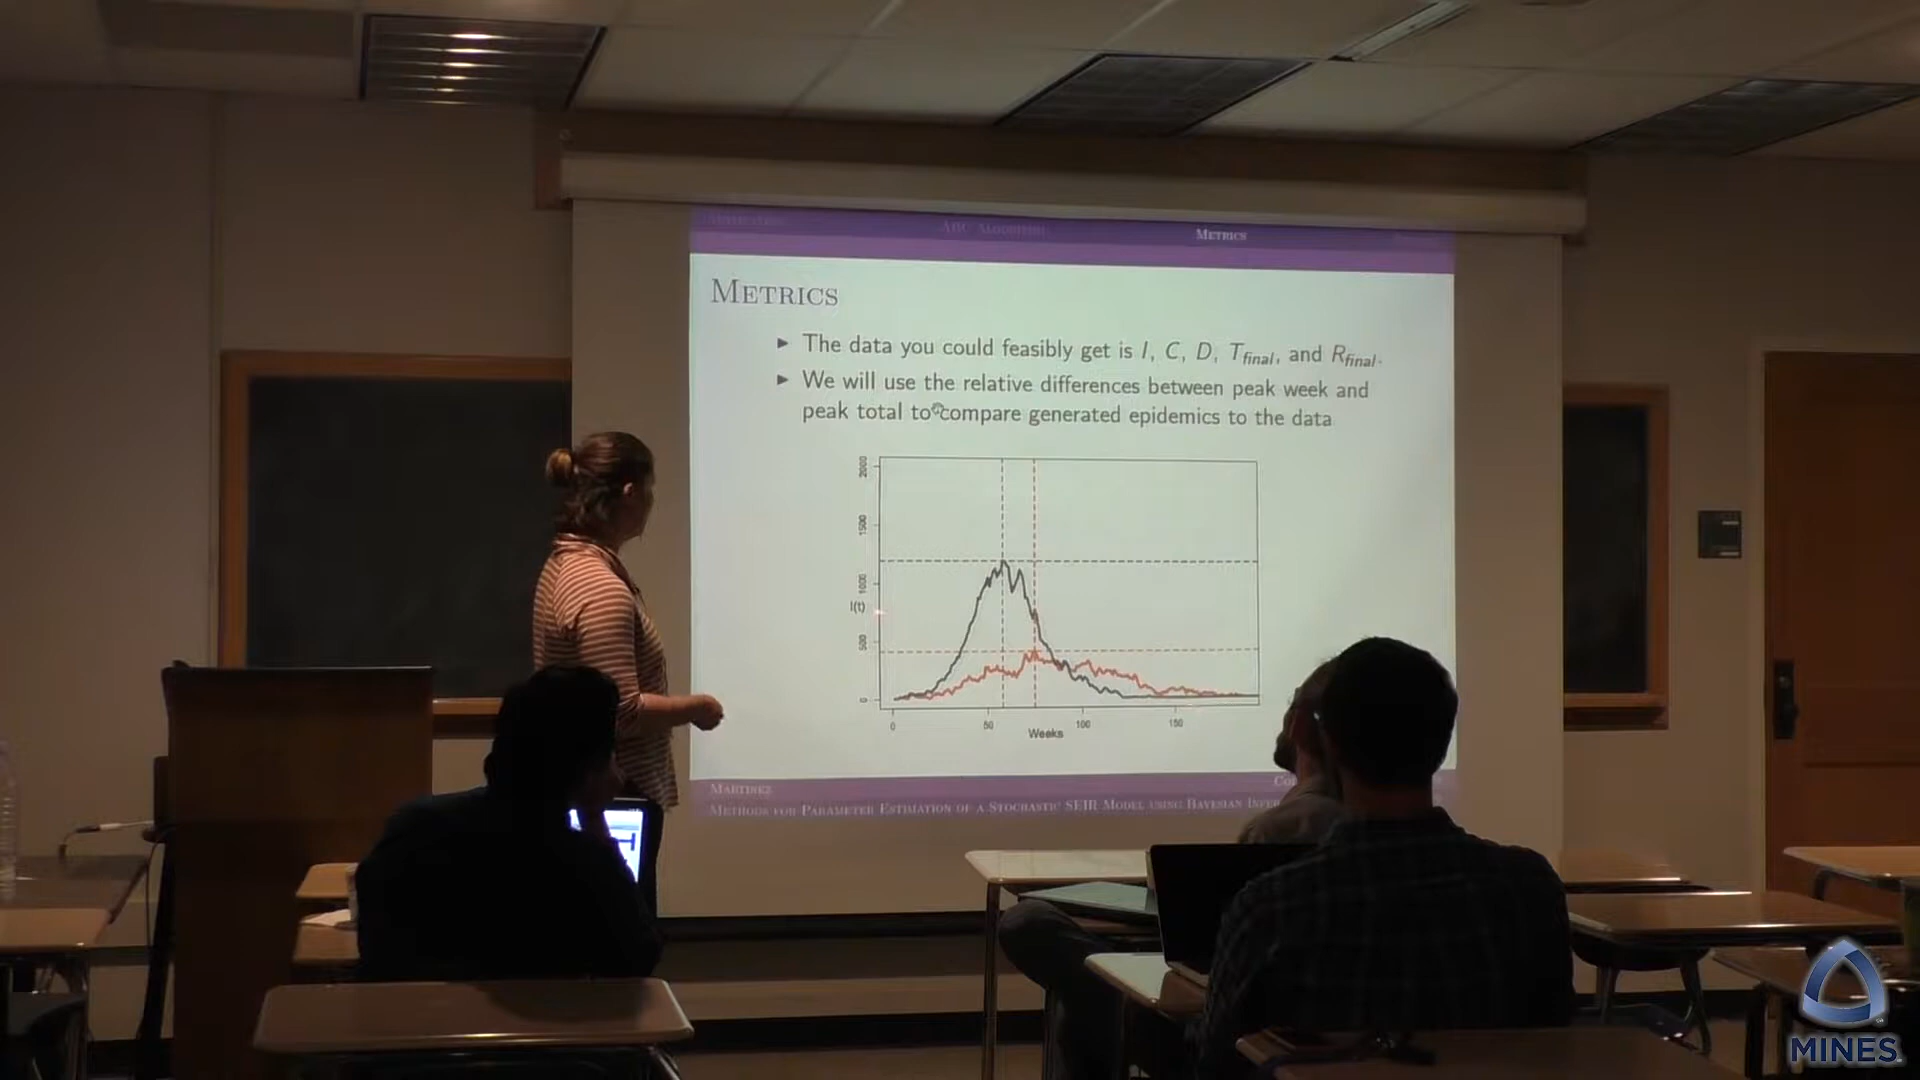 ABC Algorithm
Metrics
Metrics
► The data you could feasibly get is I, C, D, Tfinal, and Rfinal.
► We will use the relative differences between peak week and
peak total to compare generated epidemics to the data
2000
1500
1000
500
0
I(t)
0 50 100 150
Weeks
Martinez
Methods for Parameter Estimation of a Stochastic SEIR Model using Bayesian
MINES